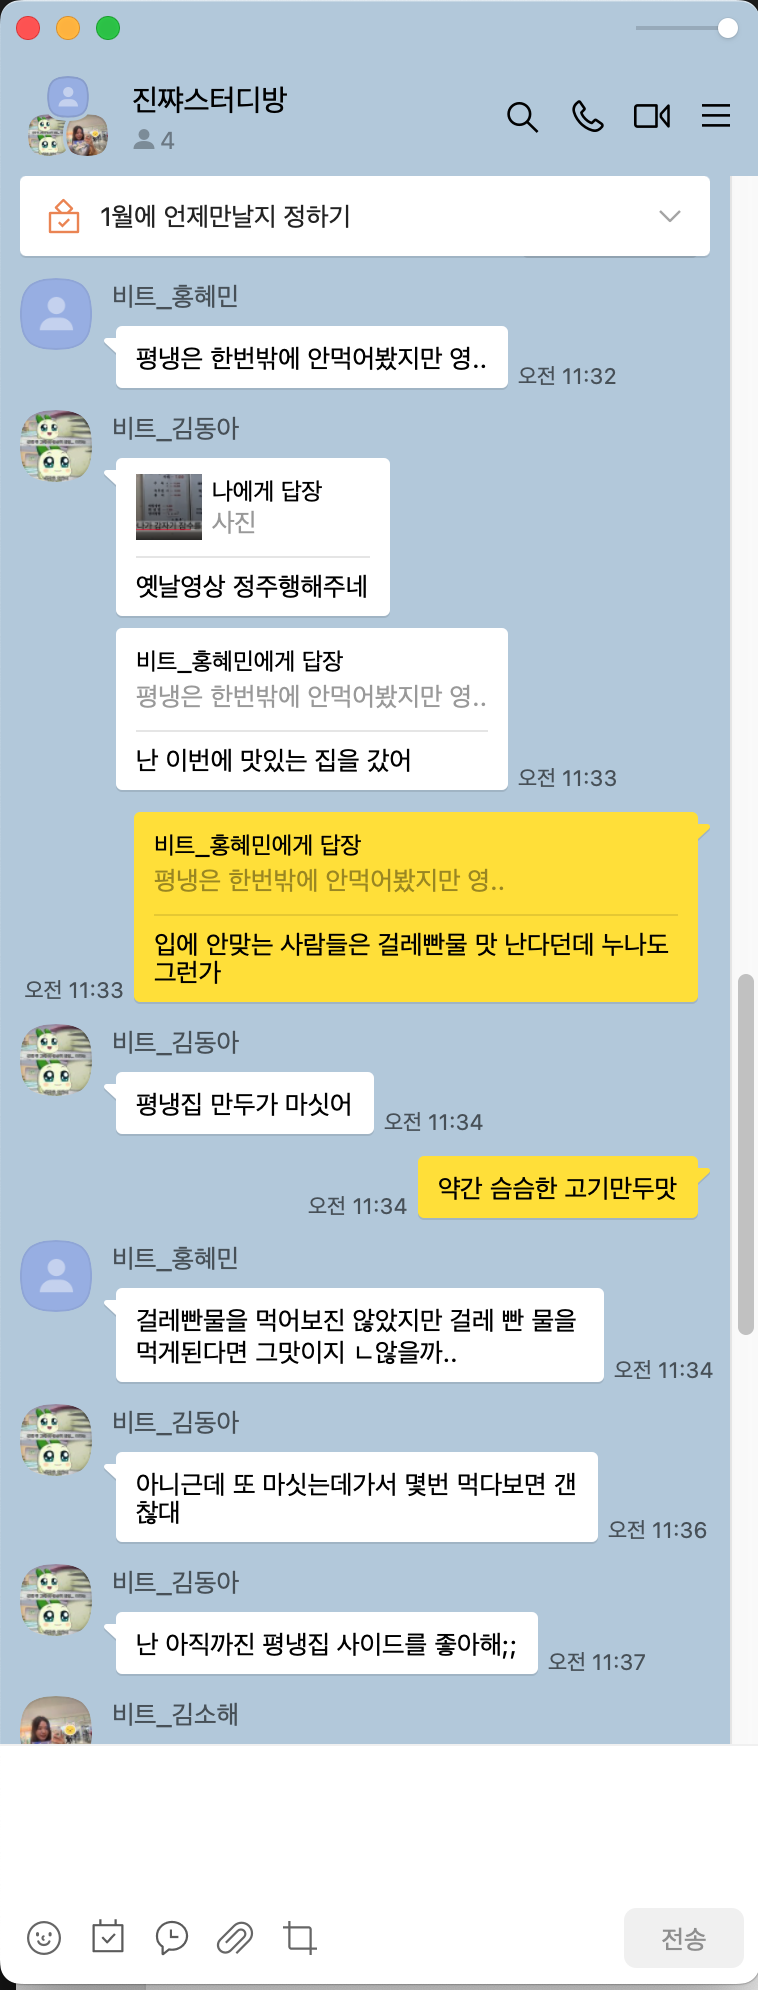 진쨔스터디방
4
1월에 언제만날지 정하기
비트_홍혜민
평냉은 한번밖에 안먹어봤지만 영..
오전 11:32
비트_김동아
나에게 답장
사진
옛날영상 정주행해주네
비트_홍혜민에게 답장
평냉은 한번밖에 안먹어봤지만 영..
난 이번에 맛있는 집을 갔어
오전 11:33
비트_홍혜민에게 답장
평냉은 한번밖에 안먹어봤지만 영..
입에 안맞는 사람들은 걸레빤물 맛 난다던데 누나도
그런가
오전 11:33
비트_김동아
평냉집 만두가 마싯어
오전 11:34
약간 슴슴한 고기만두맛
오전 11:34
비트_홍혜민
걸레빤물을 먹어보진 않았지만 걸레 빤 물을
먹게된다면 그맛이지 ㄴ않을까..
오전 11:34
비트_김동아
아니근데 또 마싯는데가서 몇번 먹다보면 갠
찮대
오전 11:36
비트_김동아
난 아직까진 평냉집 사이드를 좋아해;;
오전 11:37
비트_김소해
전송